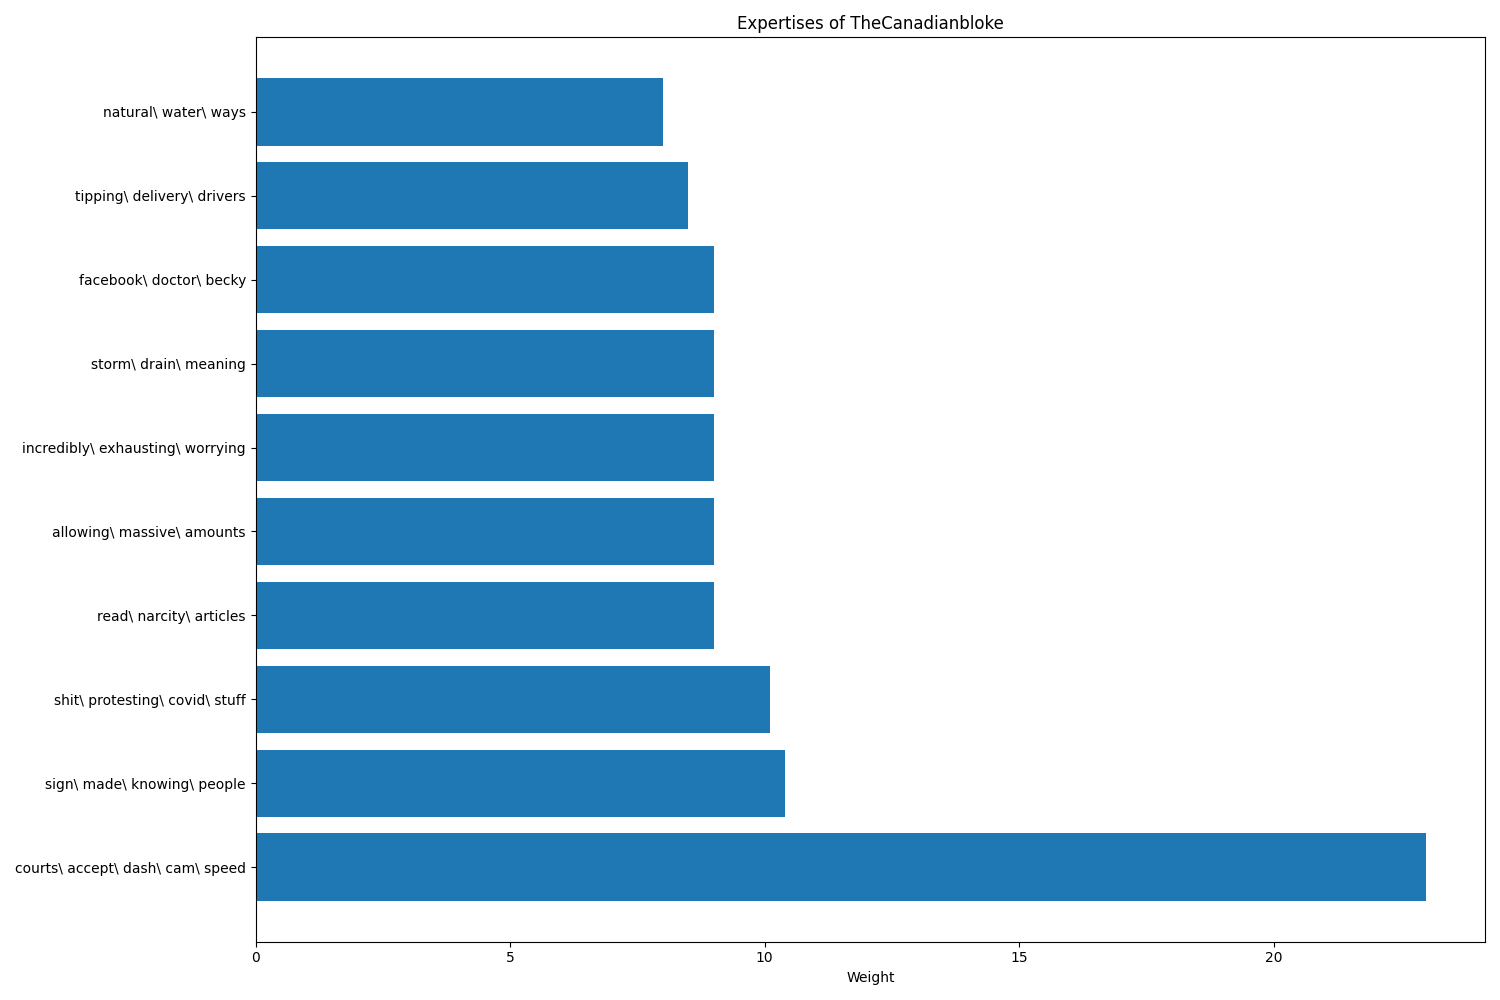 Expertises of TheCanadianbloke
natural\ water\ ways
tipping\ delivery\ drivers
facebook\ doctor\ becky
storm\ drain\ meaning
incredibly\ exhausting\ worrying
allowing\ massive\ amounts
read\ narcity\ articles
shit\ protesting\ covid\ stuff
sign\ made\ knowing\ people
courts\ accept\ dash\ cam\ speed
0 5 10 15 20
Weight